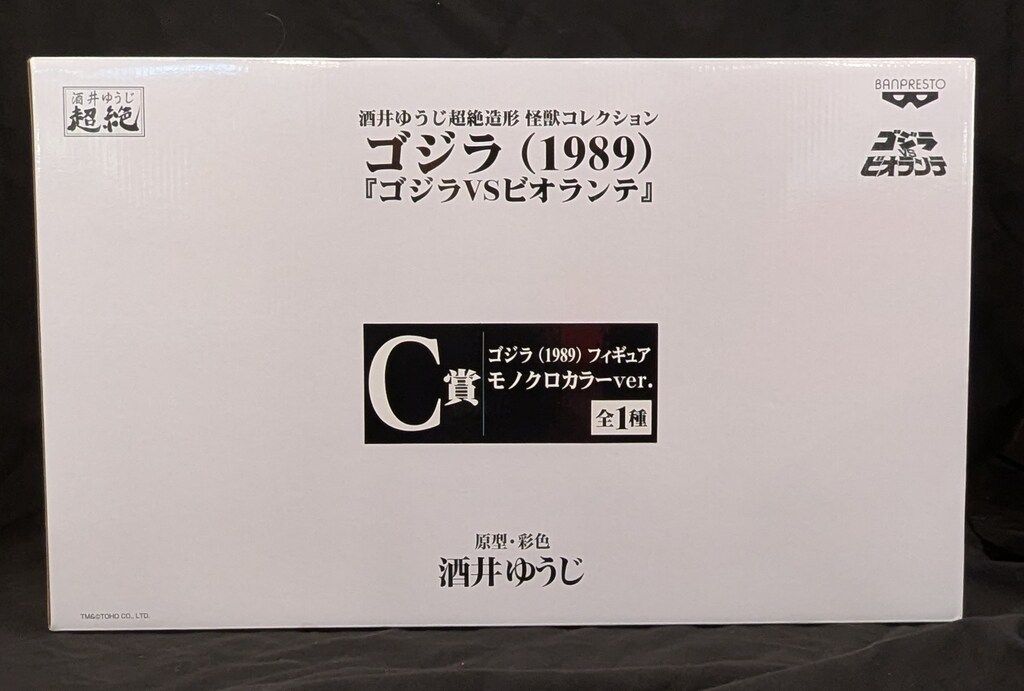 酒井ゆうじ
超絶
BANPRESTO
酒井ゆうじ超絶造形 怪獣コレクション
ゴジラ（1989）
『ゴジラVSビオランテ』
ゴジラ
VS
ビオランテ
C賞
ゴジラ（1989）フィギュア
モノクロカラーver.
全1種
原型・彩色
酒井ゆうじ
TM&©TOHO CO., LTD.